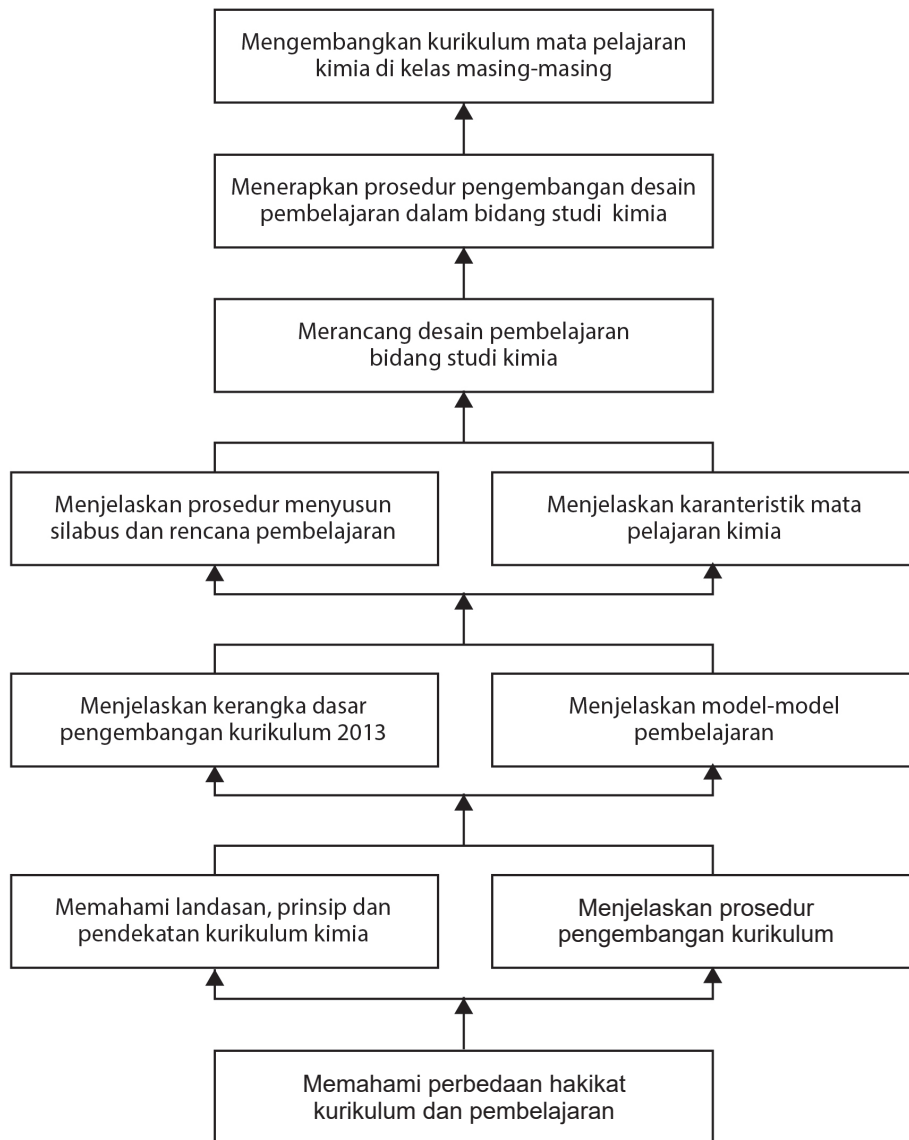 Mengembangkan kurikulum mata pelajaran
kimia di kelas masing-masing
Menerapkan prosedur pengembangan desain
pembelajaran dalam bidang studi kimia
Merancang desain pembelajaran
bidang studi kimia
Menjelaskan prosedur menyusun
silabus dan rencana pembelajaran
Menjelaskan karanteristik mata
pelajaran kimia
Menjelaskan kerangka dasar
pengembangan kurikulum 2013
Menjelaskan model-model
pembelajaran
Memahami landasan, prinsip dan
pendekatan kurikulum kimia
Menjelaskan prosedur
pengembangan kurikulum
Memahami perbedaan hakikat
kurikulum dan pembelajaran